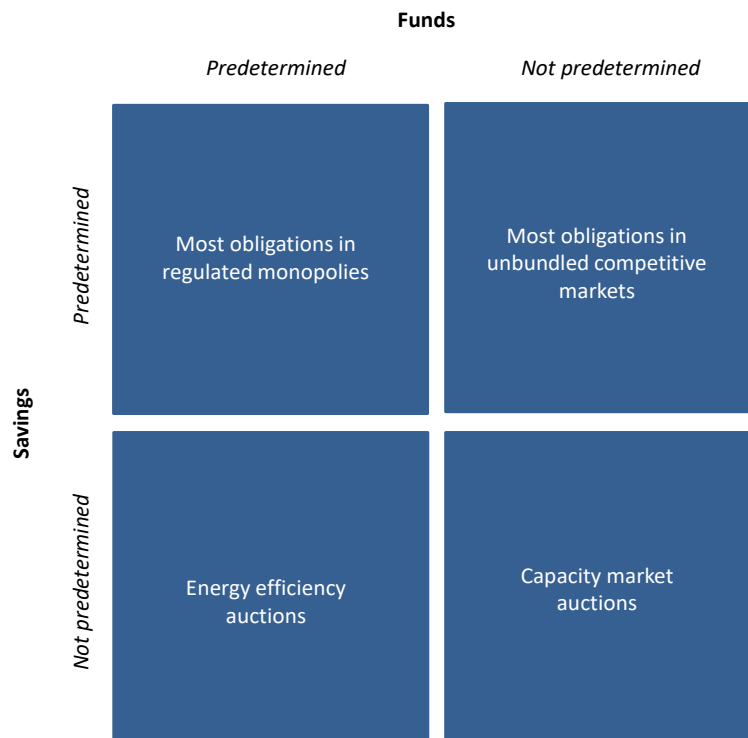 Funds
Predetermined
Not predetermined
Savings
Predetermined
Most obligations in
regulated monopolies
Most obligations in
unbundled competitive
markets
Not predetermined
Energy efficiency
auctions
Capacity market
auctions